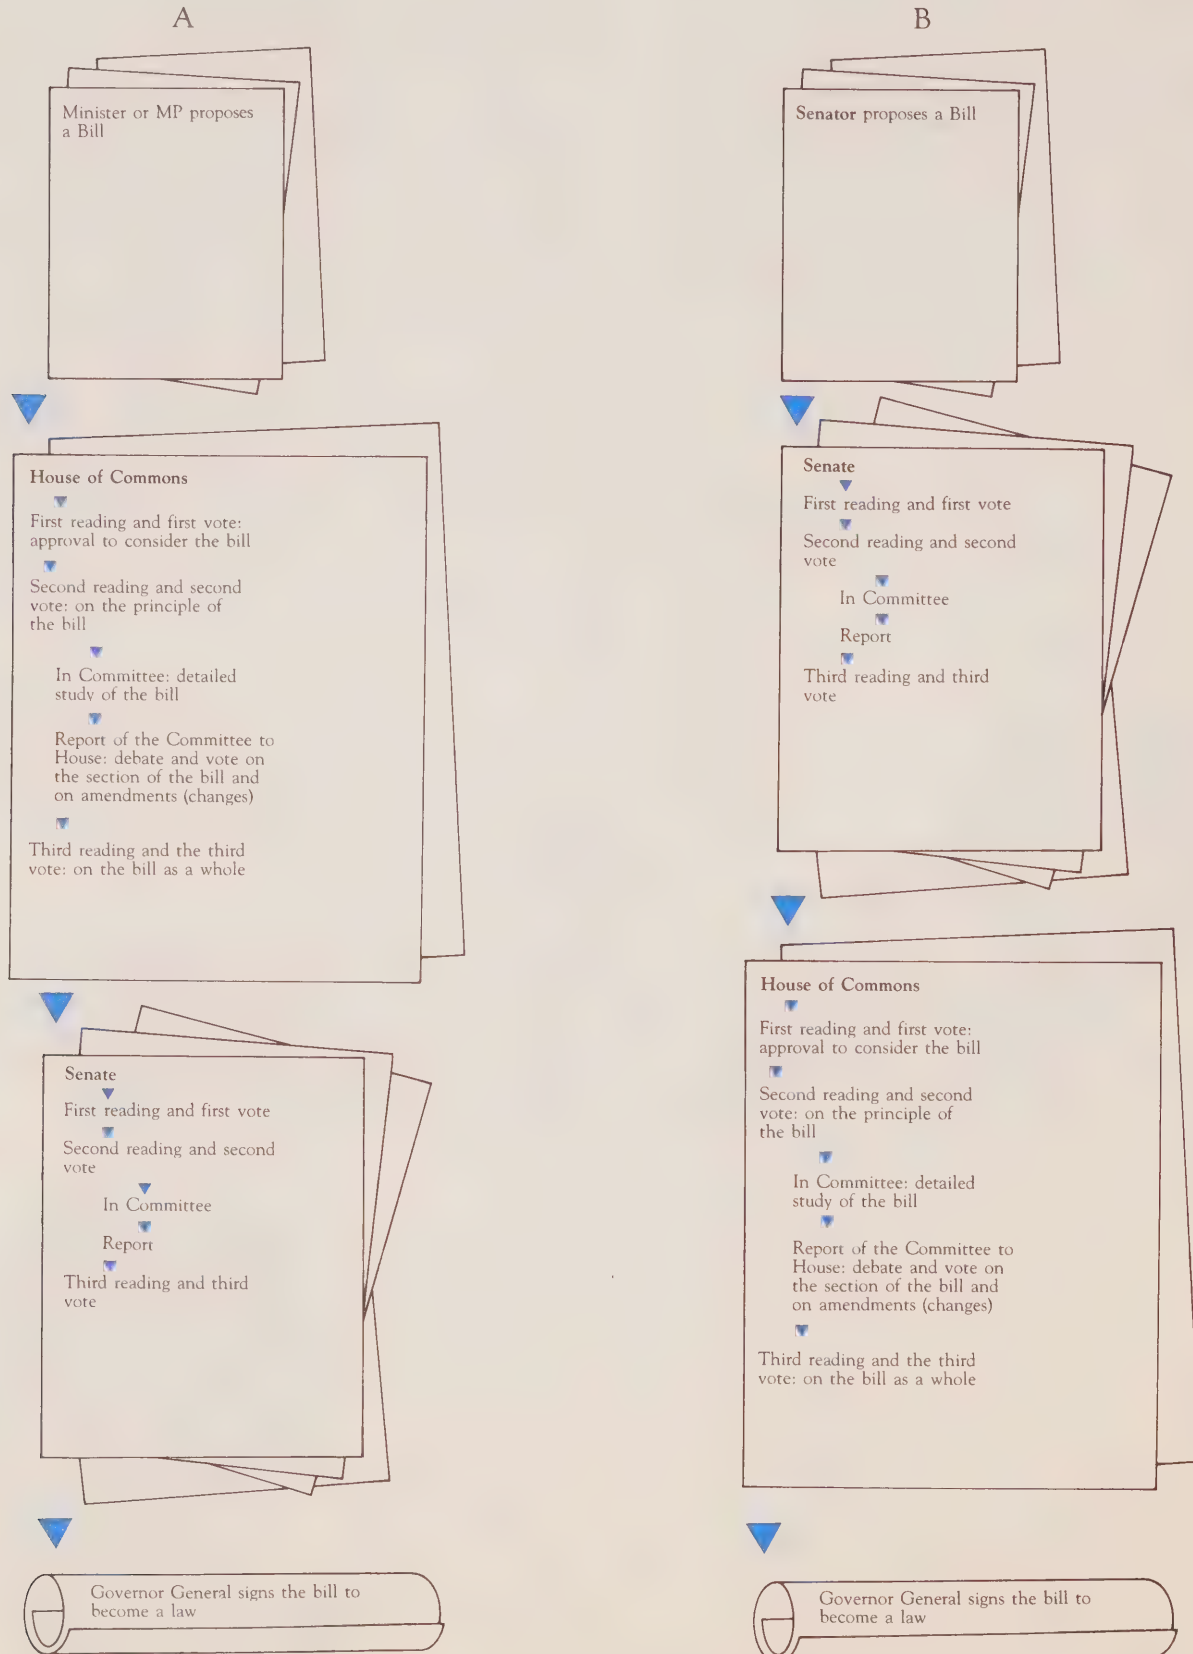 A
Minister or MP proposes
a Bill
House of Commons
First reading and first vote:
approval to consider the bill
Second reading and second
vote: on the principle of
the bill
In Committee: detailed
study of the bill
Report of the Committee to
House: debate and vote on
the section of the bill and
on amendments (changes)
Third reading and the third
vote: on the bill as a whole
Senate
First reading and first vote
Second reading and second
vote
In Committee
Report
Third reading and third
vote
Governor General signs the bill to
become a law
B
Senator proposes a Bill
Senate
First reading and first vote
Second reading and second
vote
In Committee
Report
Third reading and third
vote
House of Commons
First reading and first vote:
approval to consider the bill
Second reading and second
vote: on the principle of
the bill
In Committee: detailed
study of the bill
Report of the Committee to
House: debate and vote on
the section of the bill and
on amendments (changes)
Third reading and the third
vote: on the bill as a whole
Governor General signs the bill to
become a law